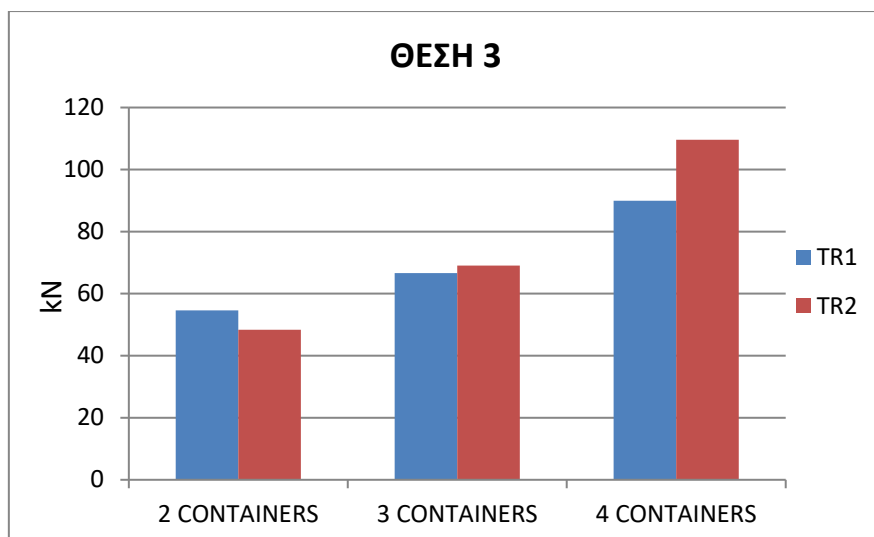 ΘΕΣΗ 3
kN
120
100
80
60
40
20
0
2 CONTAINERS
3 CONTAINERS
4 CONTAINERS
TR1
TR2